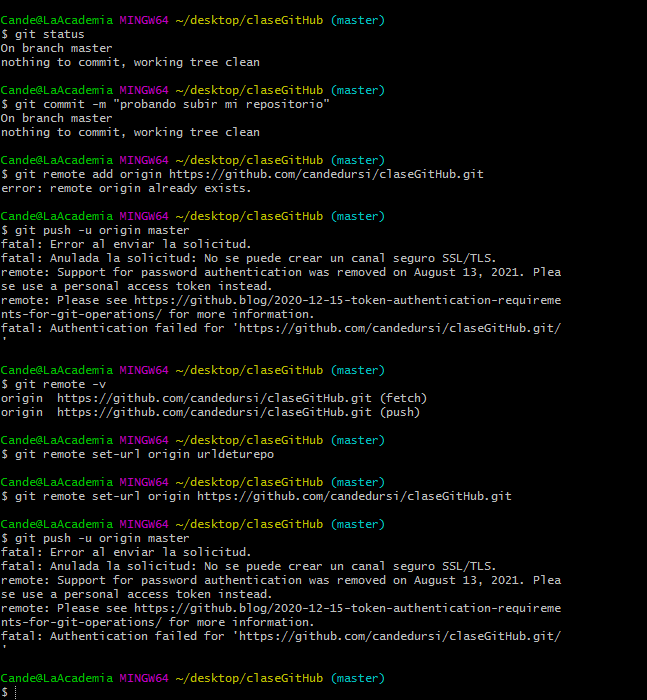 Cande@LaAcademia MINGW64 ~/desktop/claseGitHub (master)
$ git status
On branch master
nothing to commit, working tree clean
Cande@LaAcademia MINGW64 ~/desktop/claseGitHub (master)
$ git commit -m "probando subir mi repositorio"
On branch master
nothing to commit, working tree clean
Cande@LaAcademia MINGW64 ~/desktop/claseGitHub (master)
$ git remote add origin https://github.com/candedursi/claseGitHub.git
error: remote origin already exists.
Cande@LaAcademia MINGW64 ~/desktop/claseGitHub (master)
$ git push -u origin master
fatal: Error al enviar la solicitud.
fatal: Anulada la solicitud: No se puede crear un canal seguro SSL/TLS.
remote: Support for password authentication was removed on August 13, 2021. Plea
se use a personal access token instead.
remote: Please see https://github.blog/2020-12-15-token-authentication-requireme
nts-for-git-operations/ for more information.
fatal: Authentication failed for 'https://github.com/candedursi/claseGitHub.git/
'
Cande@LaAcademia MINGW64 ~/desktop/claseGitHub (master)
$ git remote -v
origin  https://github.com/candedursi/claseGitHub.git (fetch)
origin  https://github.com/candedursi/claseGitHub.git (push)
Cande@LaAcademia MINGW64 ~/desktop/claseGitHub (master)
$ git remote set-url origin urldeturepo
Cande@LaAcademia MINGW64 ~/desktop/claseGitHub (master)
$ git remote set-url origin https://github.com/candedursi/claseGitHub.git
Cande@LaAcademia MINGW64 ~/desktop/claseGitHub (master)
$ git push -u origin master
fatal: Error al enviar la solicitud.
fatal: Anulada la solicitud: No se puede crear un canal seguro SSL/TLS.
remote: Support for password authentication was removed on August 13, 2021. Plea
se use a personal access token instead.
remote: Please see https://github.blog/2020-12-15-token-authentication-requireme
nts-for-git-operations/ for more information.
fatal: Authentication failed for 'https://github.com/candedursi/claseGitHub.git/
'
Cande@LaAcademia MINGW64 ~/desktop/claseGitHub (master)
$